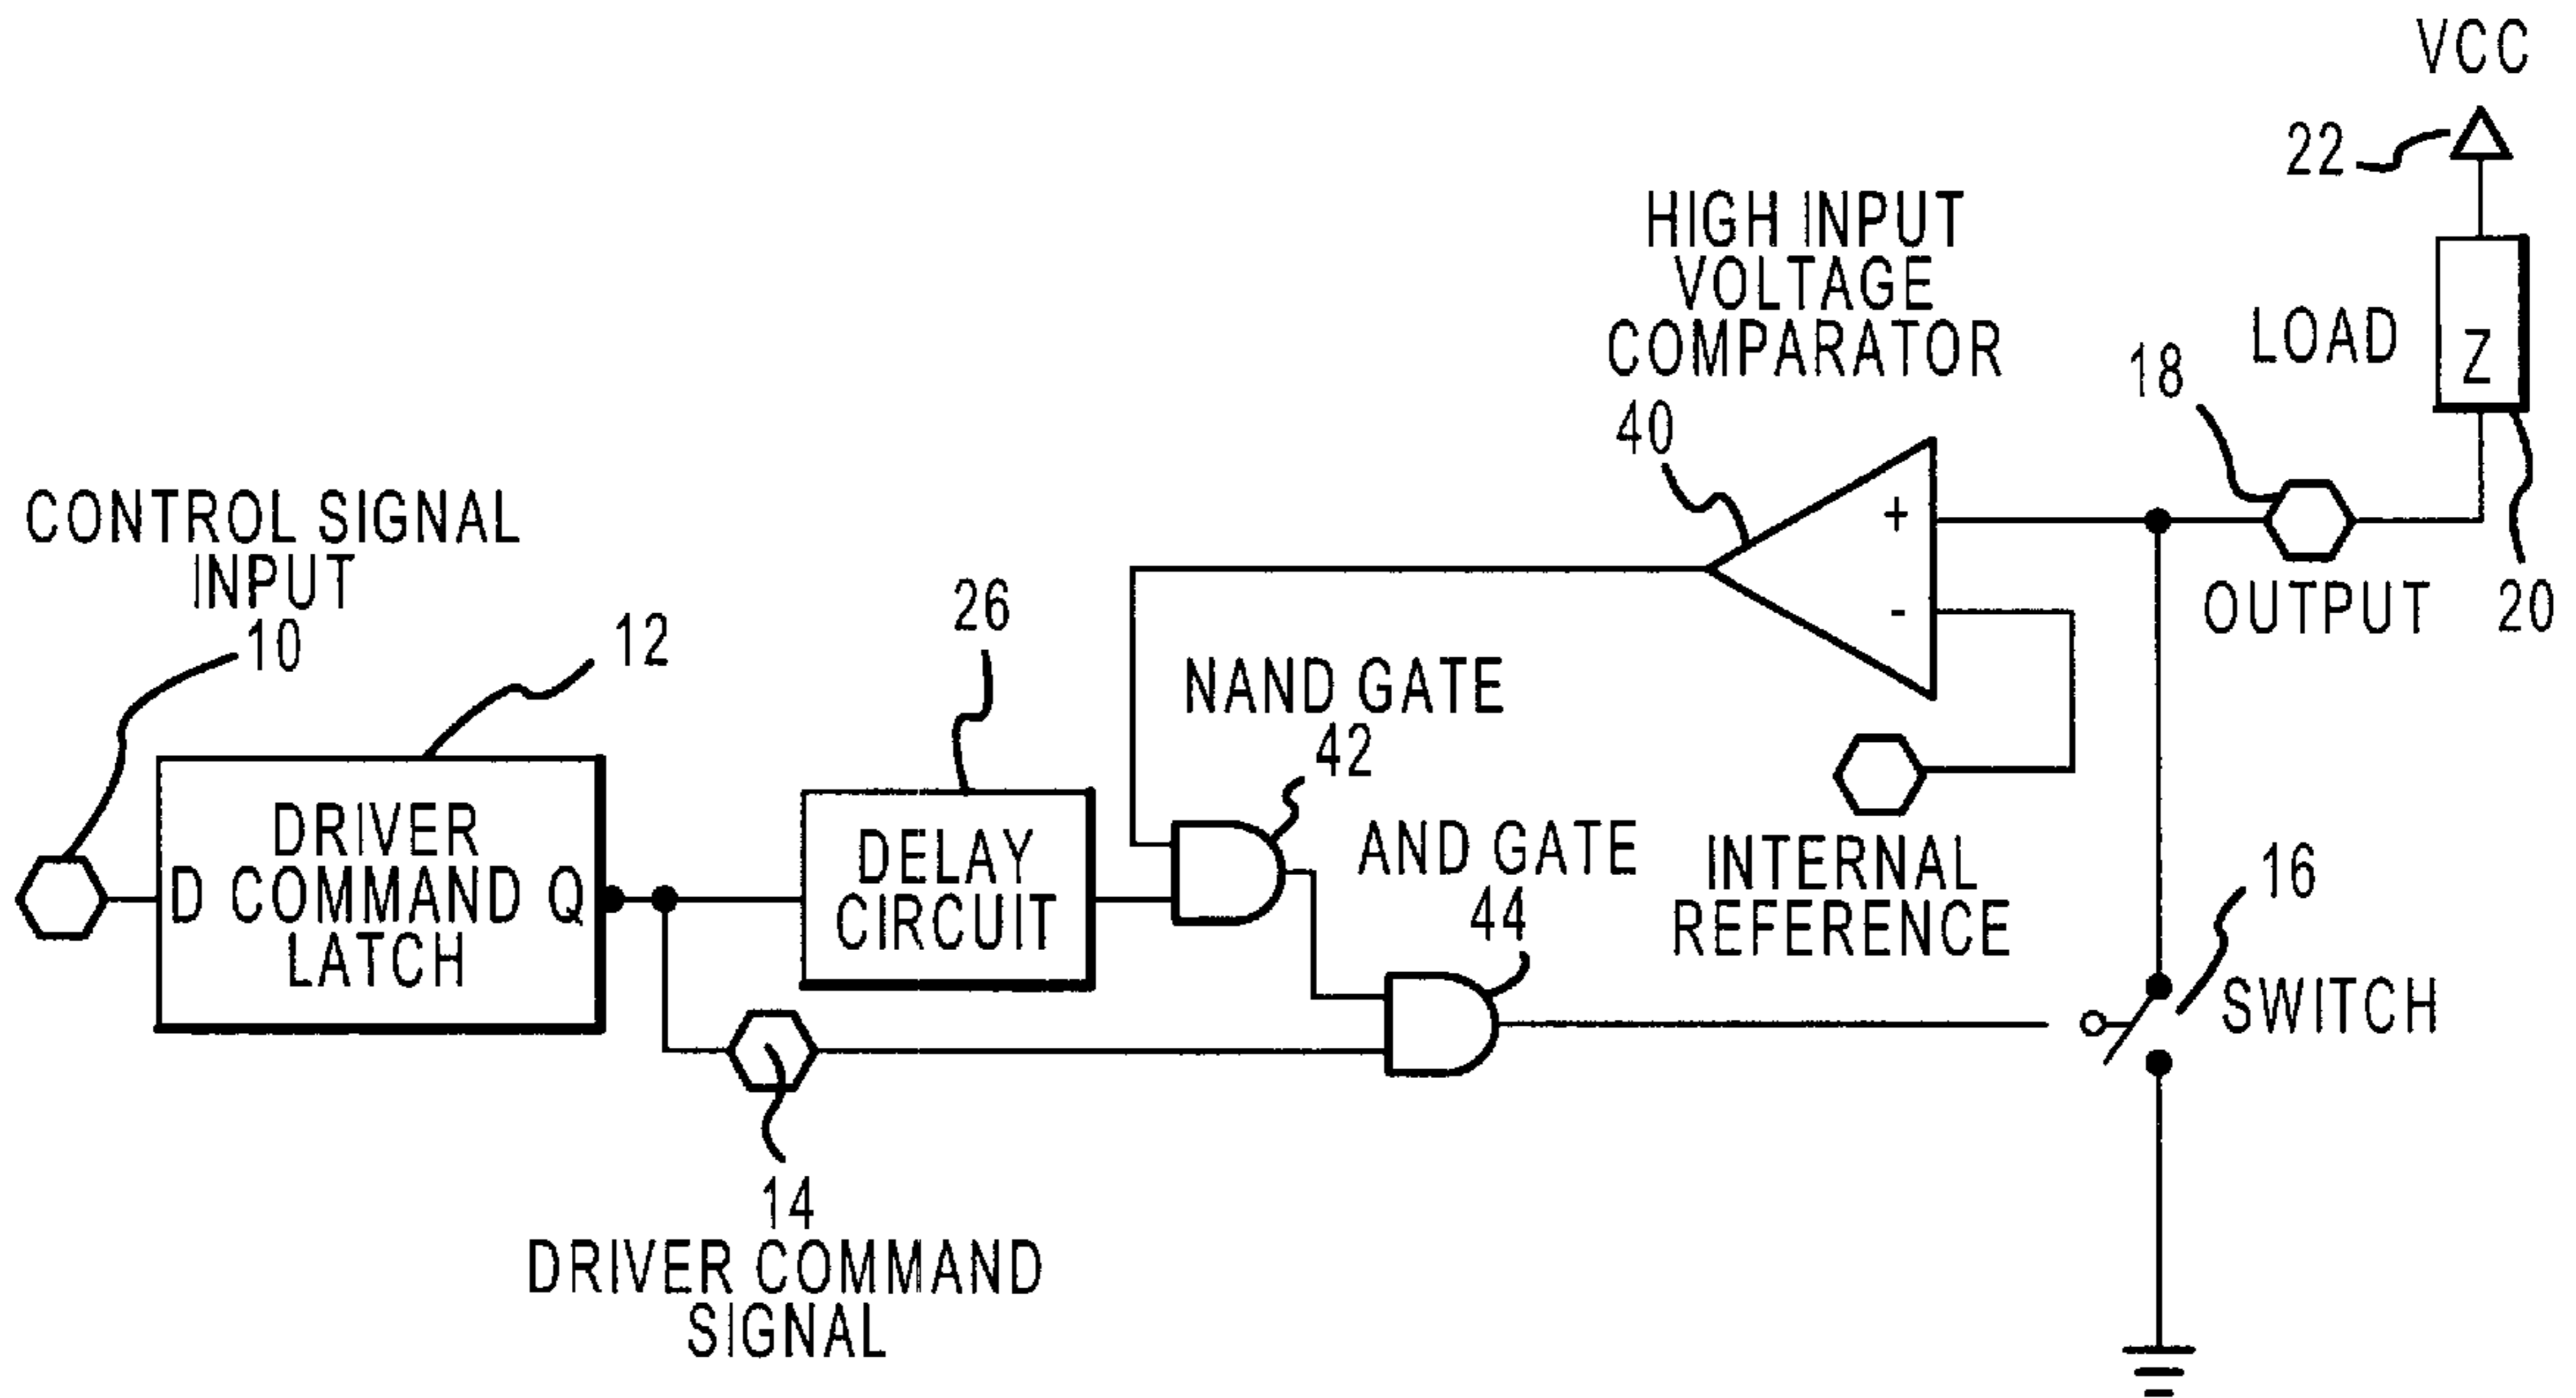 VCC
22
HIGH INPUT
VOLTAGE
COMPARATOR
40
18
LOAD
Z
+
-
OUTPUT
20
CONTROL SIGNAL
INPUT
10
12
26
NAND GATE
42
DRIVER
D COMMAND Q
LATCH
DELAY
CIRCUIT
AND GATE
44
INTERNAL
REFERENCE
16
SWITCH
14
DRIVER COMMAND
SIGNAL